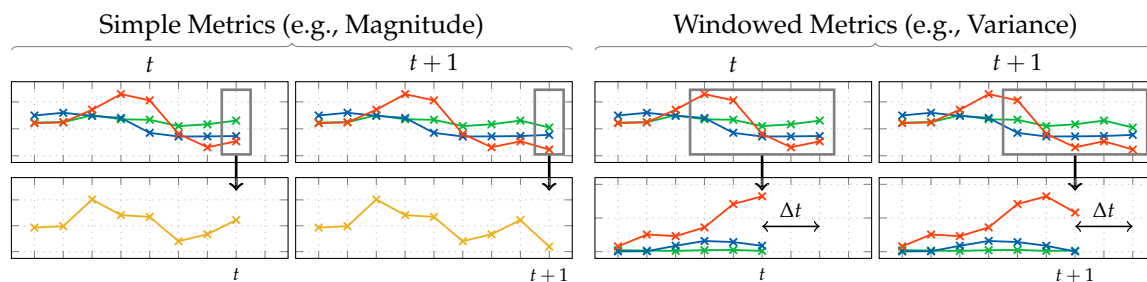 Simple Metrics (e.g., Magnitude) Windowed Metrics (e.g., Variance)
t t + 1 t t + 1
Δt Δt
t t + 1 t t + 1